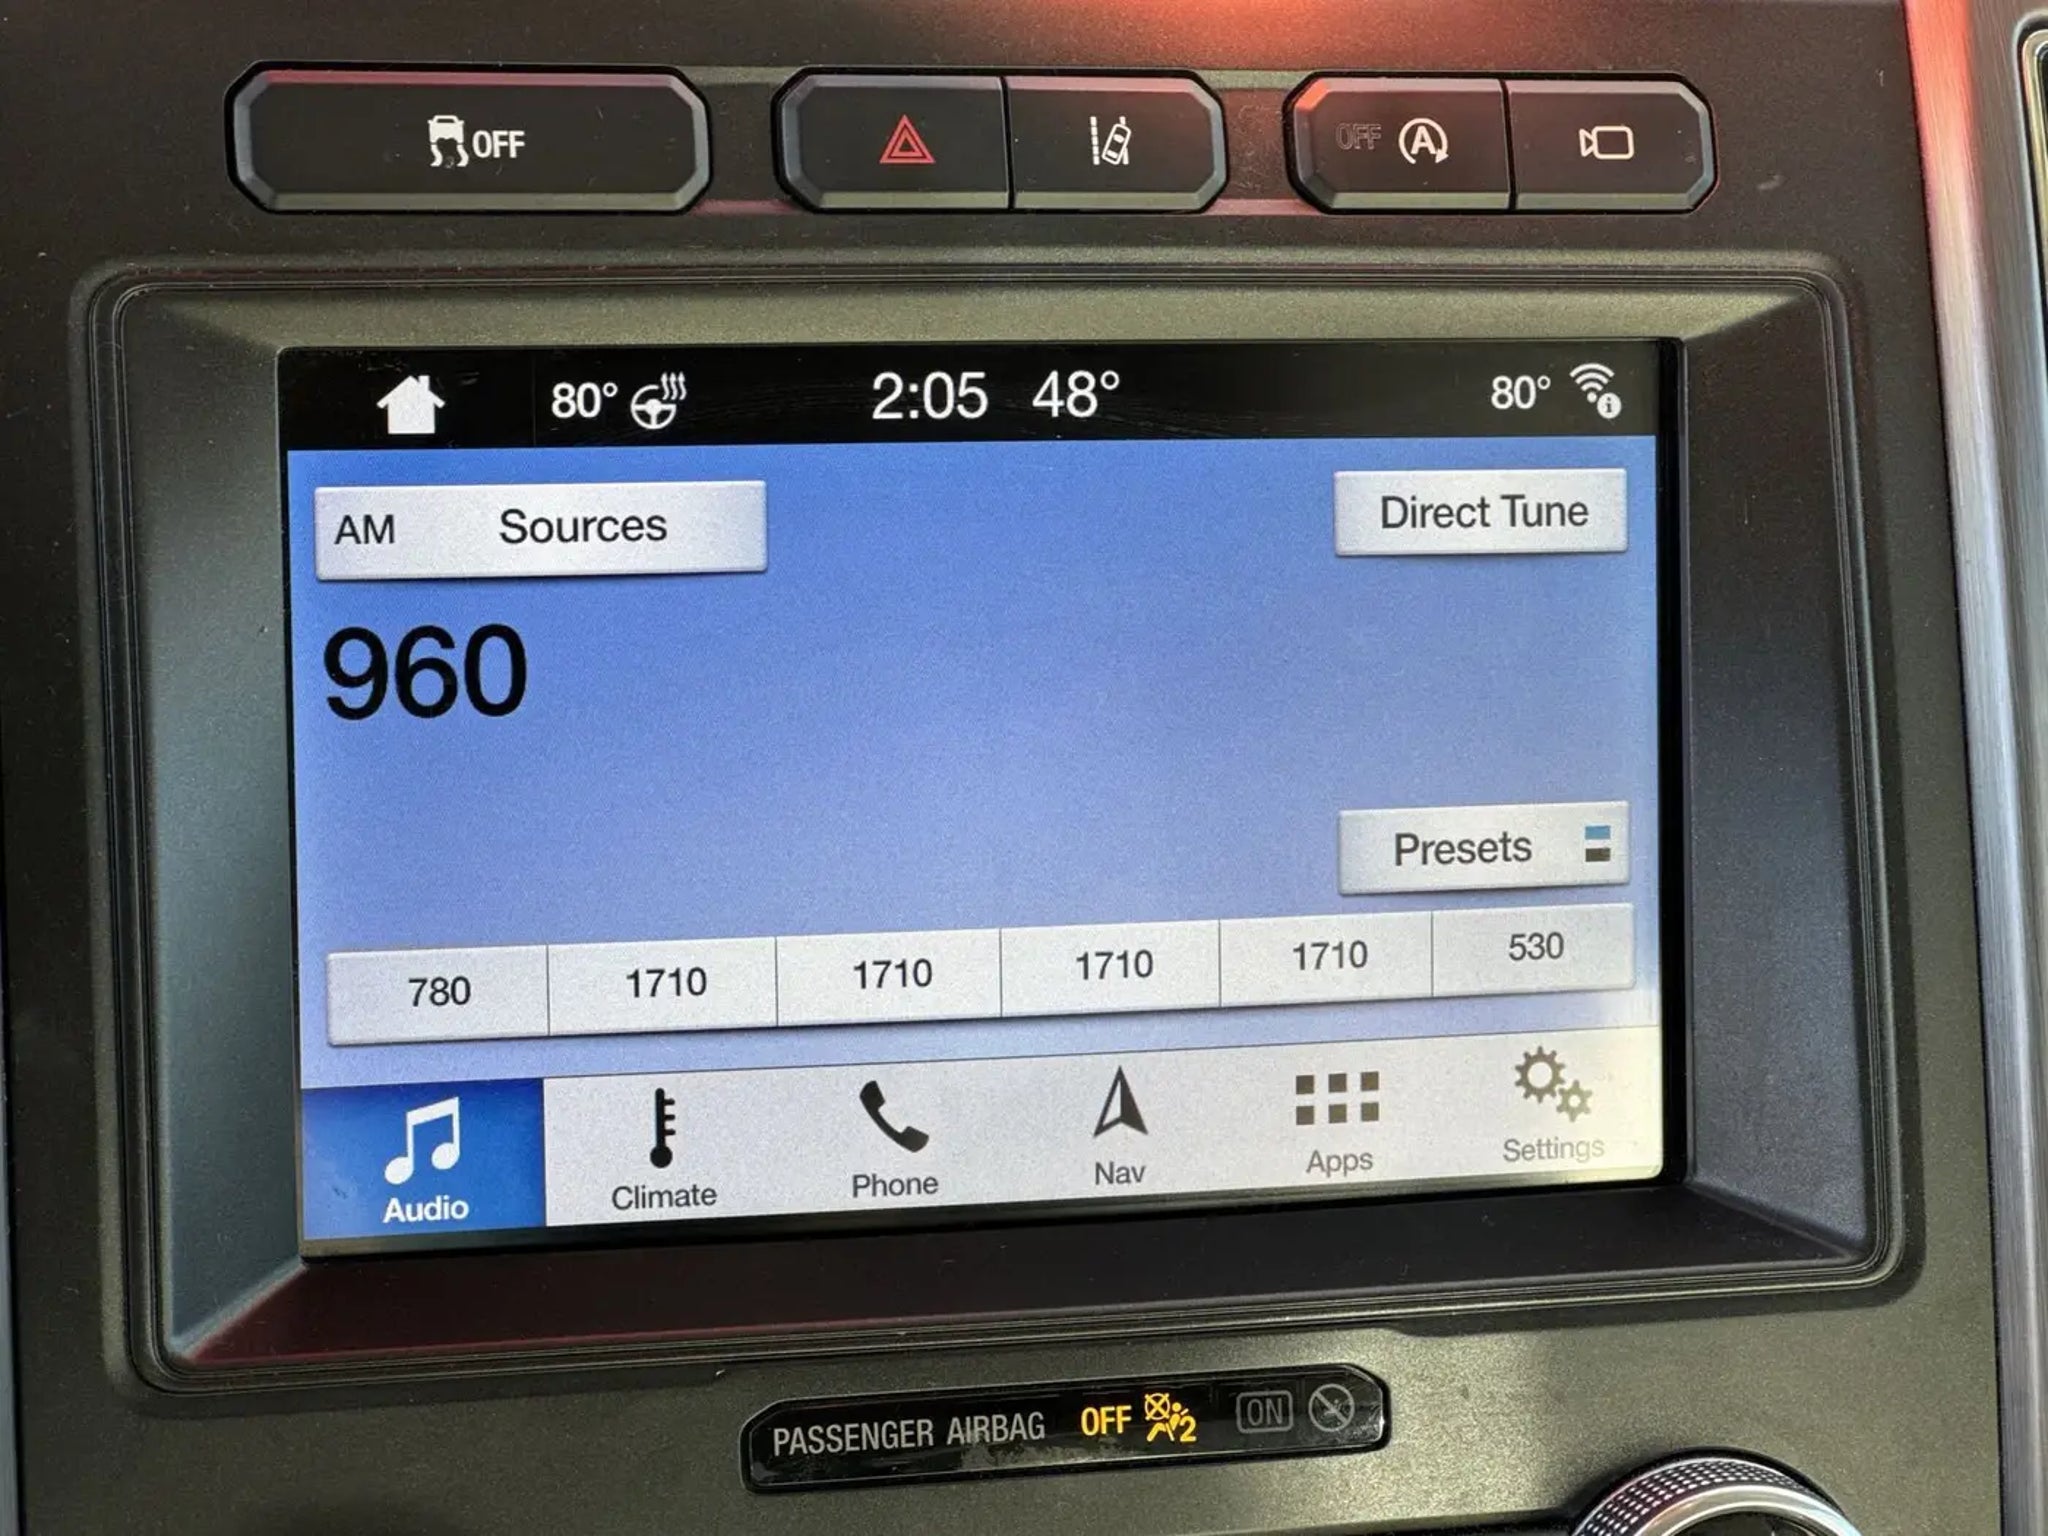 OFF
OFF A
80° 2:05 48° 80°
AM Sources Direct Tune
960
Presets
780 1710 1710 1710 1710 530
Audio Climate Phone Nav Apps Settings
PASSENGER AIRBAG OFF 2 ON